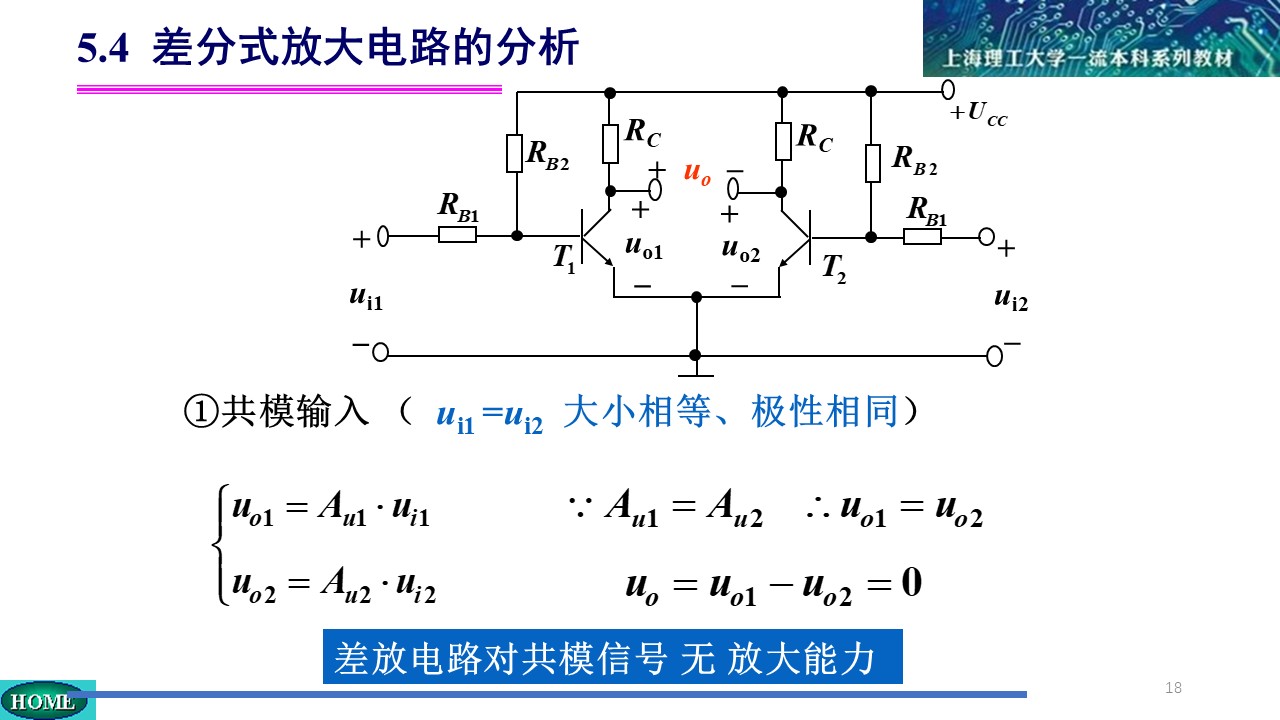 5.4 差分式放大电路的分析
上海理工大学一流本科系列教材
+U_CC
R_B2 R_C R_C R_B2
+ u_o −
R_B1 R_B1
+ + + +
T_1 u_o1 u_o2 T_2
u_i1 − − u_i2
− −
①共模输入 （ u_i1 =u_i2 大小相等、极性相同）
u_o1 = A_u1 · u_i1 ∵ A_u1 = A_u2 ∴ u_o1 = u_o2
u_o2 = A_u2 · u_i2 u_o = u_o1 − u_o2 = 0
差放电路对共模信号 无 放大能力
HOME
18